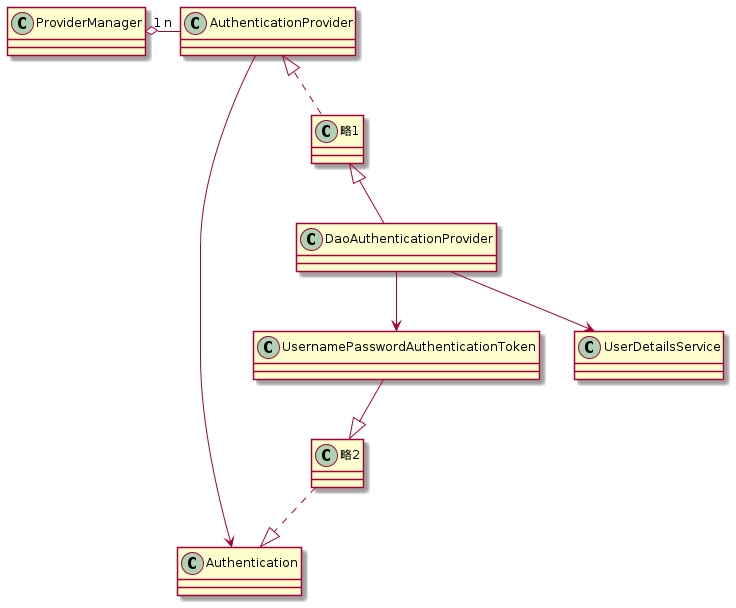 C ProviderManager
1 n
C AuthenticationProvider
C 略1
C DaoAuthenticationProvider
C UsernamePasswordAuthenticationToken
C UserDetailsService
C 略2
C Authentication